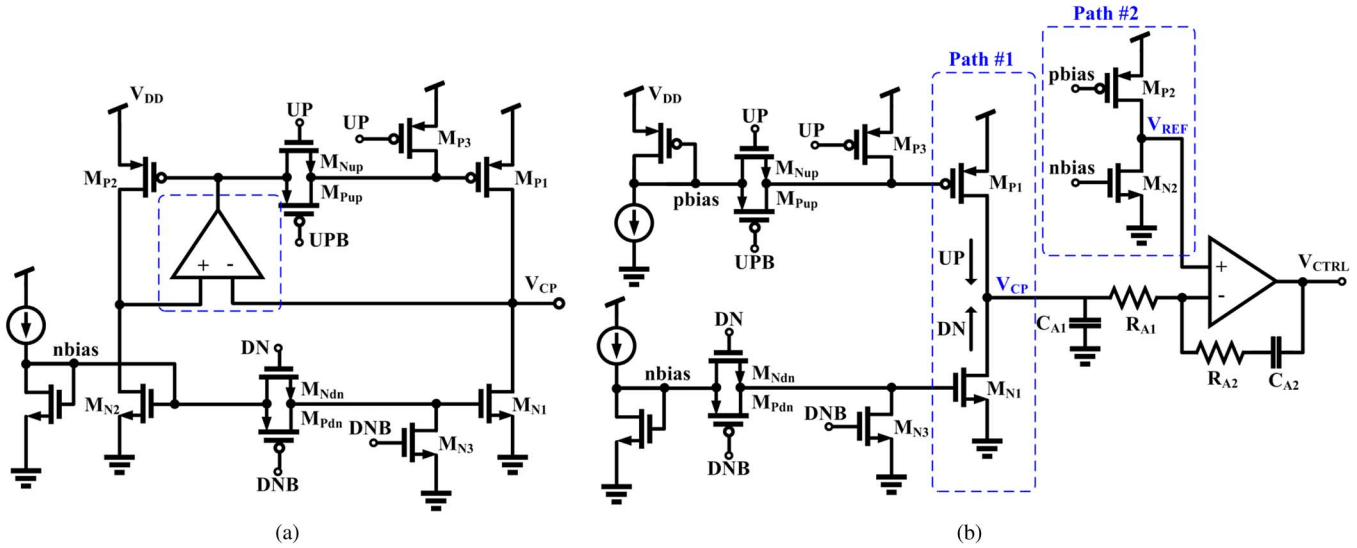 V_DD
UP
UP
M_P3
M_P2
M_Nup
M_Pup
M_P1
UPB
+ -
V_CP
nbias
DN
M_N2
M_Ndn
M_Pdn
M_N1
DNB
M_N3
DNB
(a)
Path #2
Path #1
pbias
M_P2
V_REF
nbias
M_N2
V_DD
UP
UP
M_P3
M_Nup
pbias
M_Pup
M_P1
UPB
UP
V_CP
DN
+
-
V_CTRL
C_A1
R_A1
R_A2
C_A2
DN
nbias
M_Ndn
M_Pdn
M_N1
DNB
M_N3
DNB
(b)